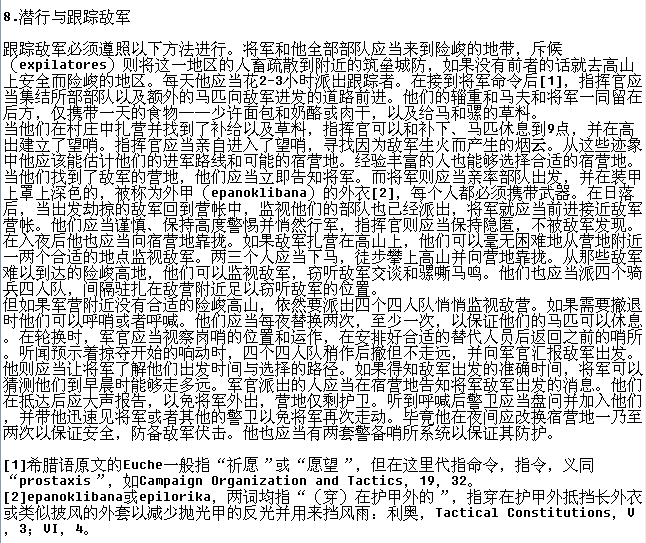 8.潜行与跟踪敌军
跟踪敌军必须遵照以下方法进行。将军和他全部部队应当来到险峻的地带，斥候
（expilatores）则将这一地区的人畜疏散到附近的筑垒城防，如果没有前者的话就去高山
上安全而险峻的地区。每天他应当花2-3小时派出跟踪者。在接到将军命令后[1]，指挥官应
当集结所部部队以及额外的马匹向敌军进发的道路前进。他们的辎重和马夫和将军一同留在
后方，仅携带一天的食物——少许面包和奶酪或肉干，以及给马和骡的草料。
当他们在村庄中扎营并找到了补给以及草料，指挥官可以和补下、马匹休息到9点，并在高
出建立了望哨。指挥官应当亲自进入了望哨，寻找因为敌军生火而产生的烟云。从这些迹象
中他应该能估计他们的进军路线和可能的宿营地。经验丰富的人也能够选择合适的宿营地。
当他们找到了敌军的营地，他们应当立即告知将军。而将军则应当亲率部队出发，并在装甲
上罩上深色的，被称为外甲（epanoklibana）的外衣[2]，每个人都必须携带武器。在日落
后，当出发劫掠的敌军回到营帐中，监视他们的部队也已经派出，将军就应当前进接近敌军
营帐。他们应当谨慎、保持高度警惕并悄然行军，指挥官则应当保持隐匿，不被敌军发现。
在入夜后他也应当向宿营地靠拢。如果敌军扎营在高山上，他们可以毫无困难地从营地附近
一两个合适的地点监视敌军。两三个人应当下马，徒步攀上高山并向营地靠拢。从那些敌军
难以到达的险峻高地，他们可以监视敌军，窃听敌军交谈和骡嘶马鸣。他们也应当派四个骑
兵四人队，间隔驻扎在敌营附近足以窃听敌军的位置。
但如果军营附近没有合适的险峻高山，依然要派出四个四人队悄悄监视敌营。如果需要撤退
时他们可以呼哨或者呼喊。他们应当每夜替换两次，至少一次，以保证他们的马匹可以休息
。在轮换时，军官应当视察岗哨的位置和运作，在安排好合适的替代人员后返回之前的哨所
。听闻预示着掠夺开始的响动时，四个四人队稍作后撤但不走远，并向军官汇报敌军出发。
他则应当让将军了解他们出发时间与选择的路径。如果得知敌军出发的准确时间，将军可以
猜测他们到早晨时能够走多远。军官派出的人应当在宿营地告知将军敌军出发的消息。他们
在抵达后应大声报告，以免将军外出，营地仅剩护卫。听到呼喊后警卫应当盘问并加入他们
，并带他迅速见将军或者其他的警卫以免将军再次走动。毕竟他在夜间应改换宿营地一乃至
两次以保证安全，防备敌军伏击。他也应当有两套警备哨所系统以保证其防护。
[1]希腊语原文的Euche一般指“祈愿”或“愿望”，但在这里代指命令，指令，义同
“prostaxis”，如Campaign Organization and Tactics, 19, 32。
[2]epanoklibana或epilorika，两词均指“（穿）在护甲外的”，指穿在护甲外抵挡长外衣
或类似披风的外套以减少抛光甲的反光并用来挡风雨：利奥，Tactical Constitutions, V
, 3; VI, 4。